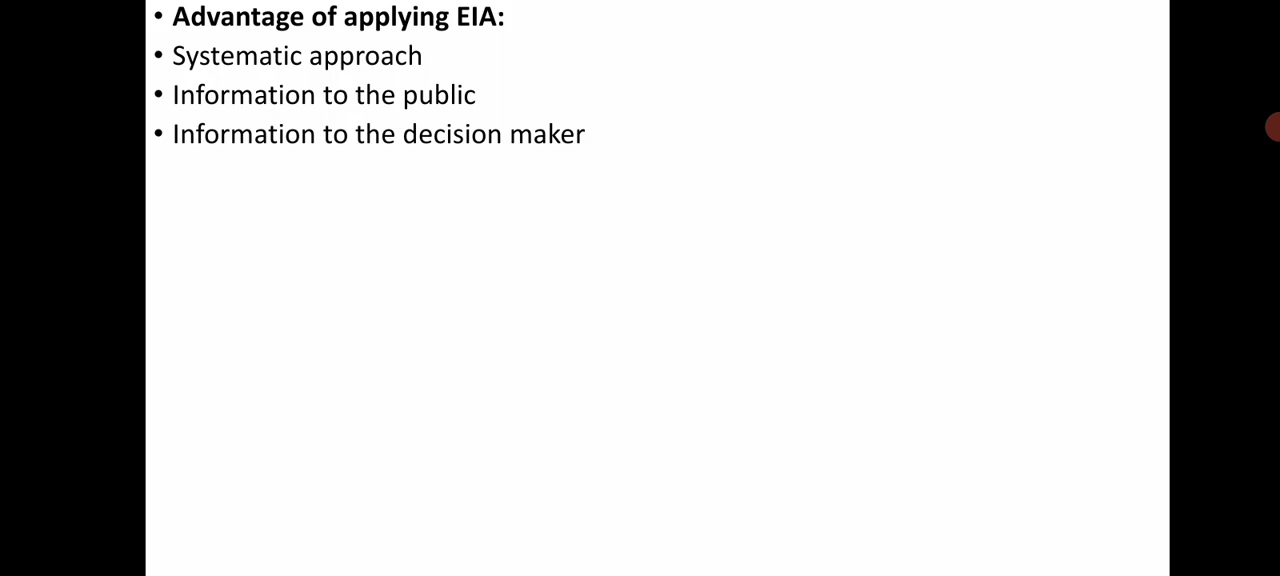 • Advantage of applying EIA:
• Systematic approach
• Information to the public
• Information to the decision maker